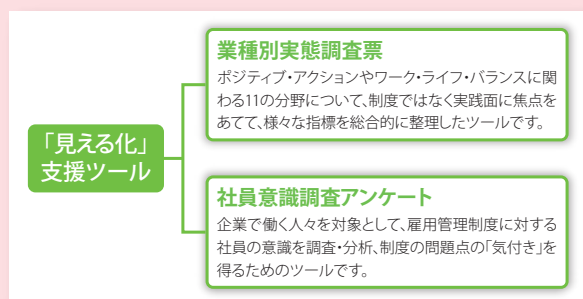 「見える化」
支援ツール
業種別実態調査票
ポジティブ・アクションやワーク・ライフ・バランスに関
わる11の分野について、制度ではなく実践面に焦点を
あてて、様々な指標を総合的に整理したツールです。
社員意識調査アンケート
企業で働く人々を対象として、雇用管理制度に対する
社員の意識を調査・分析、制度の問題点の「気付き」を
得るためのツールです。